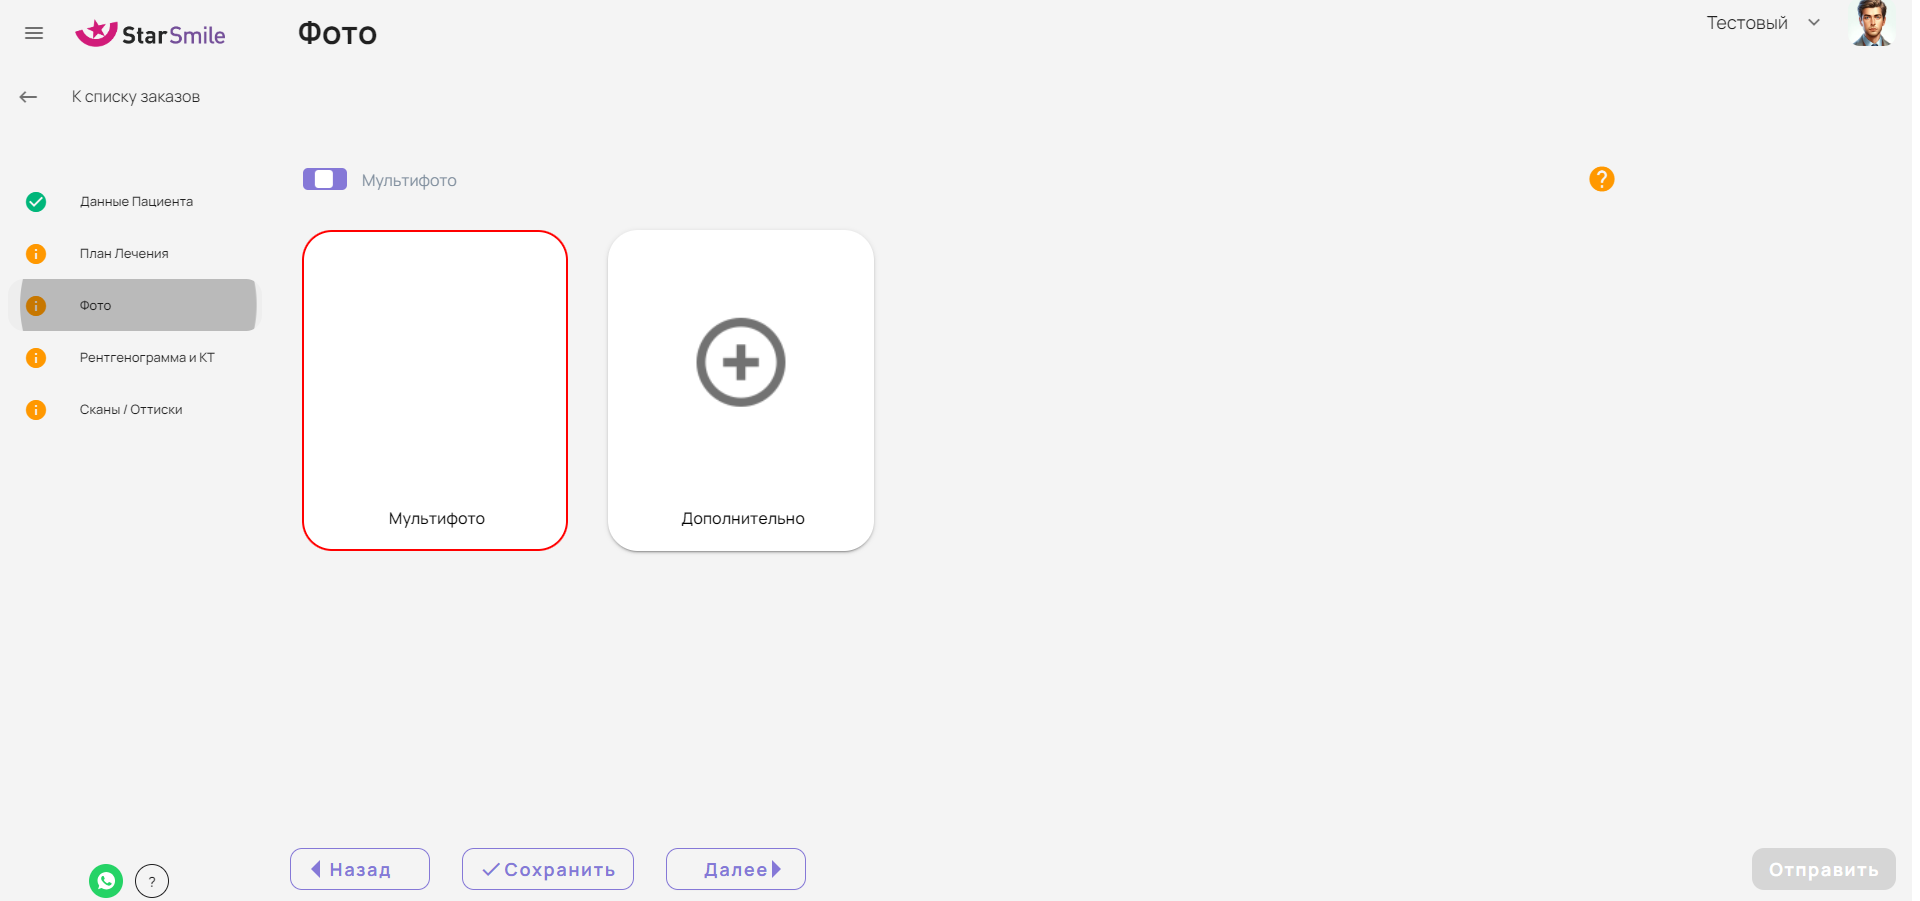 StarSmile
Фото
Тестовый
К списку заказов
Мультифото
?
Данные Пациента
План Лечения
Фото
Рентгенограмма и КТ
Сканы / Оттиски
Мультифото
Дополнительно
Назад
Сохранить
Далее
Отправить
?